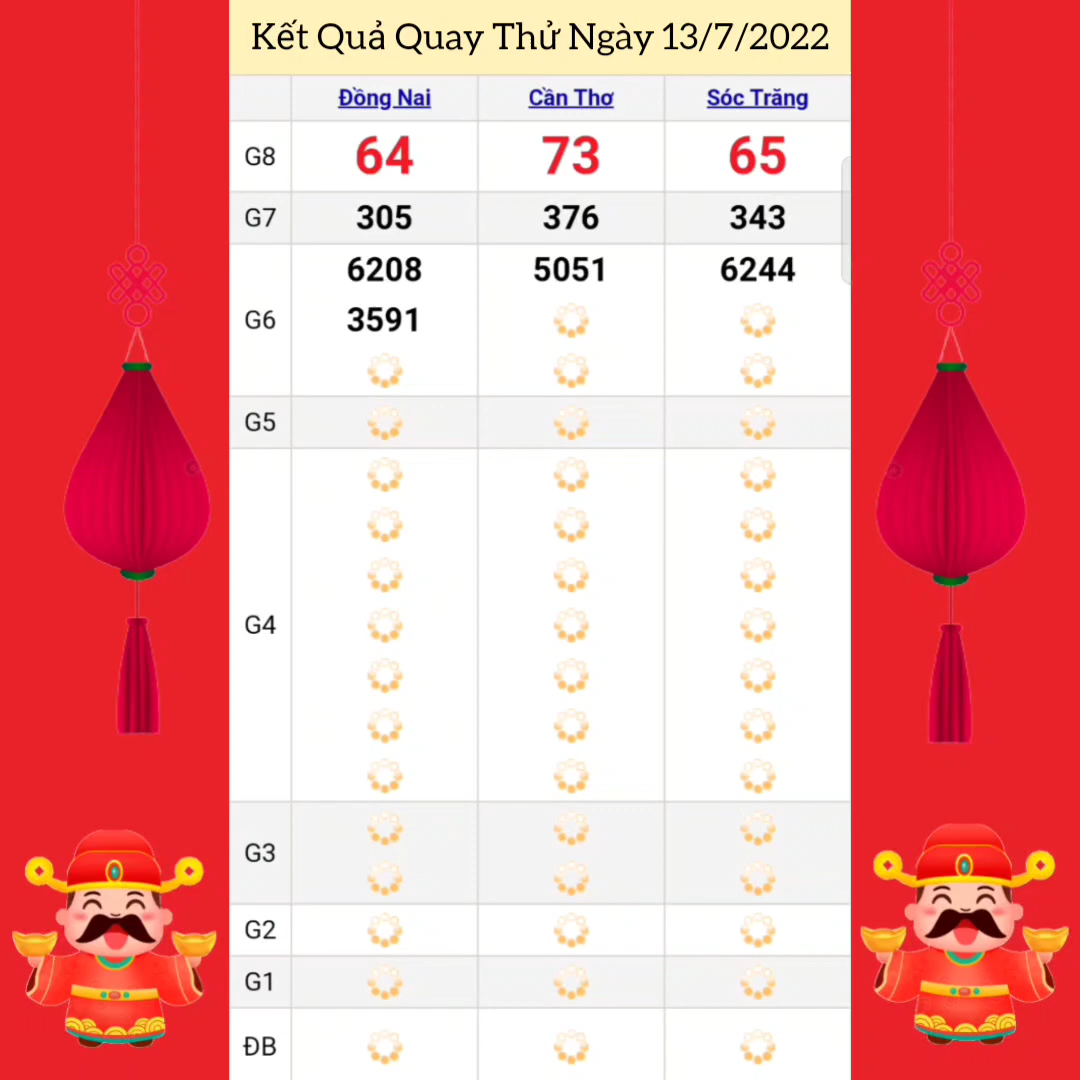 Kết Quả Quay Thử Ngày 13/7/2022
Đồng Nai Cần Thơ Sóc Trăng
G8 64 73 65
G7 305 376 343
6208 5051 6244
G6 3591
G5
G4
G3
G2
G1
ĐB